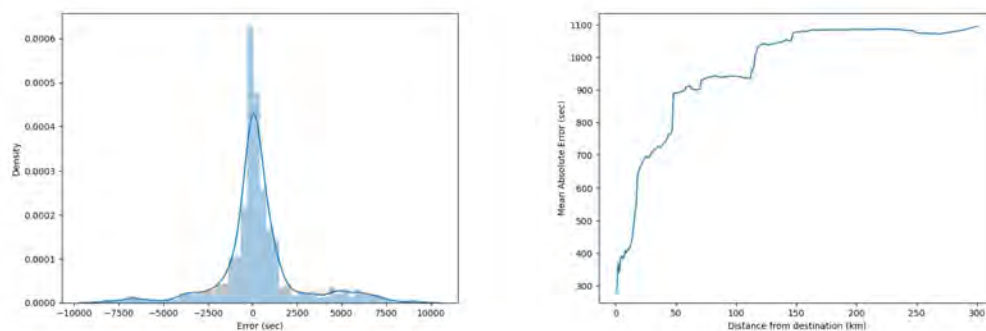 0.0006
0.0005
0.0004
0.0003
0.0002
0.0001
0.0000
Density
−10000 −7500 −5000 −2500 0 2500 5000 7500 10000
Error (sec)
1100
1000
900
800
700
600
500
400
300
Mean Absolute Error (sec)
0 50 100 150 200 250 300
Distance from destination (km)